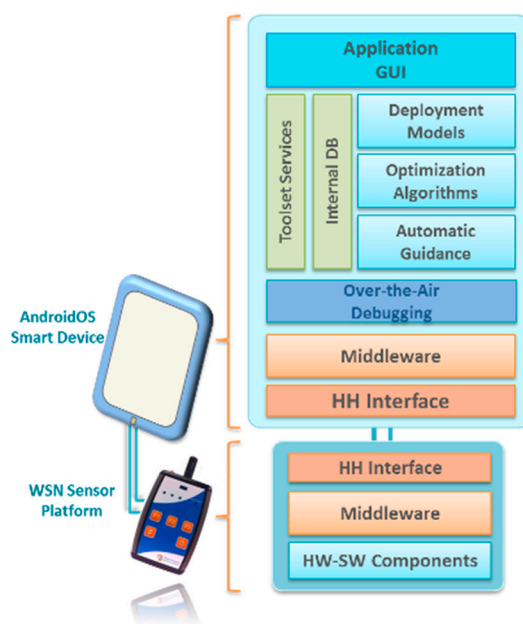 Application
GUI
Toolset Services
Internal DB
Deployment
Models
Optimization
Algorithms
Automatic
Guidance
Over-the-Air
Debugging
AndroidOS
Smart Device
Middleware
HH Interface
WSN Sensor
Platform
HH Interface
Middleware
HW-SW Components